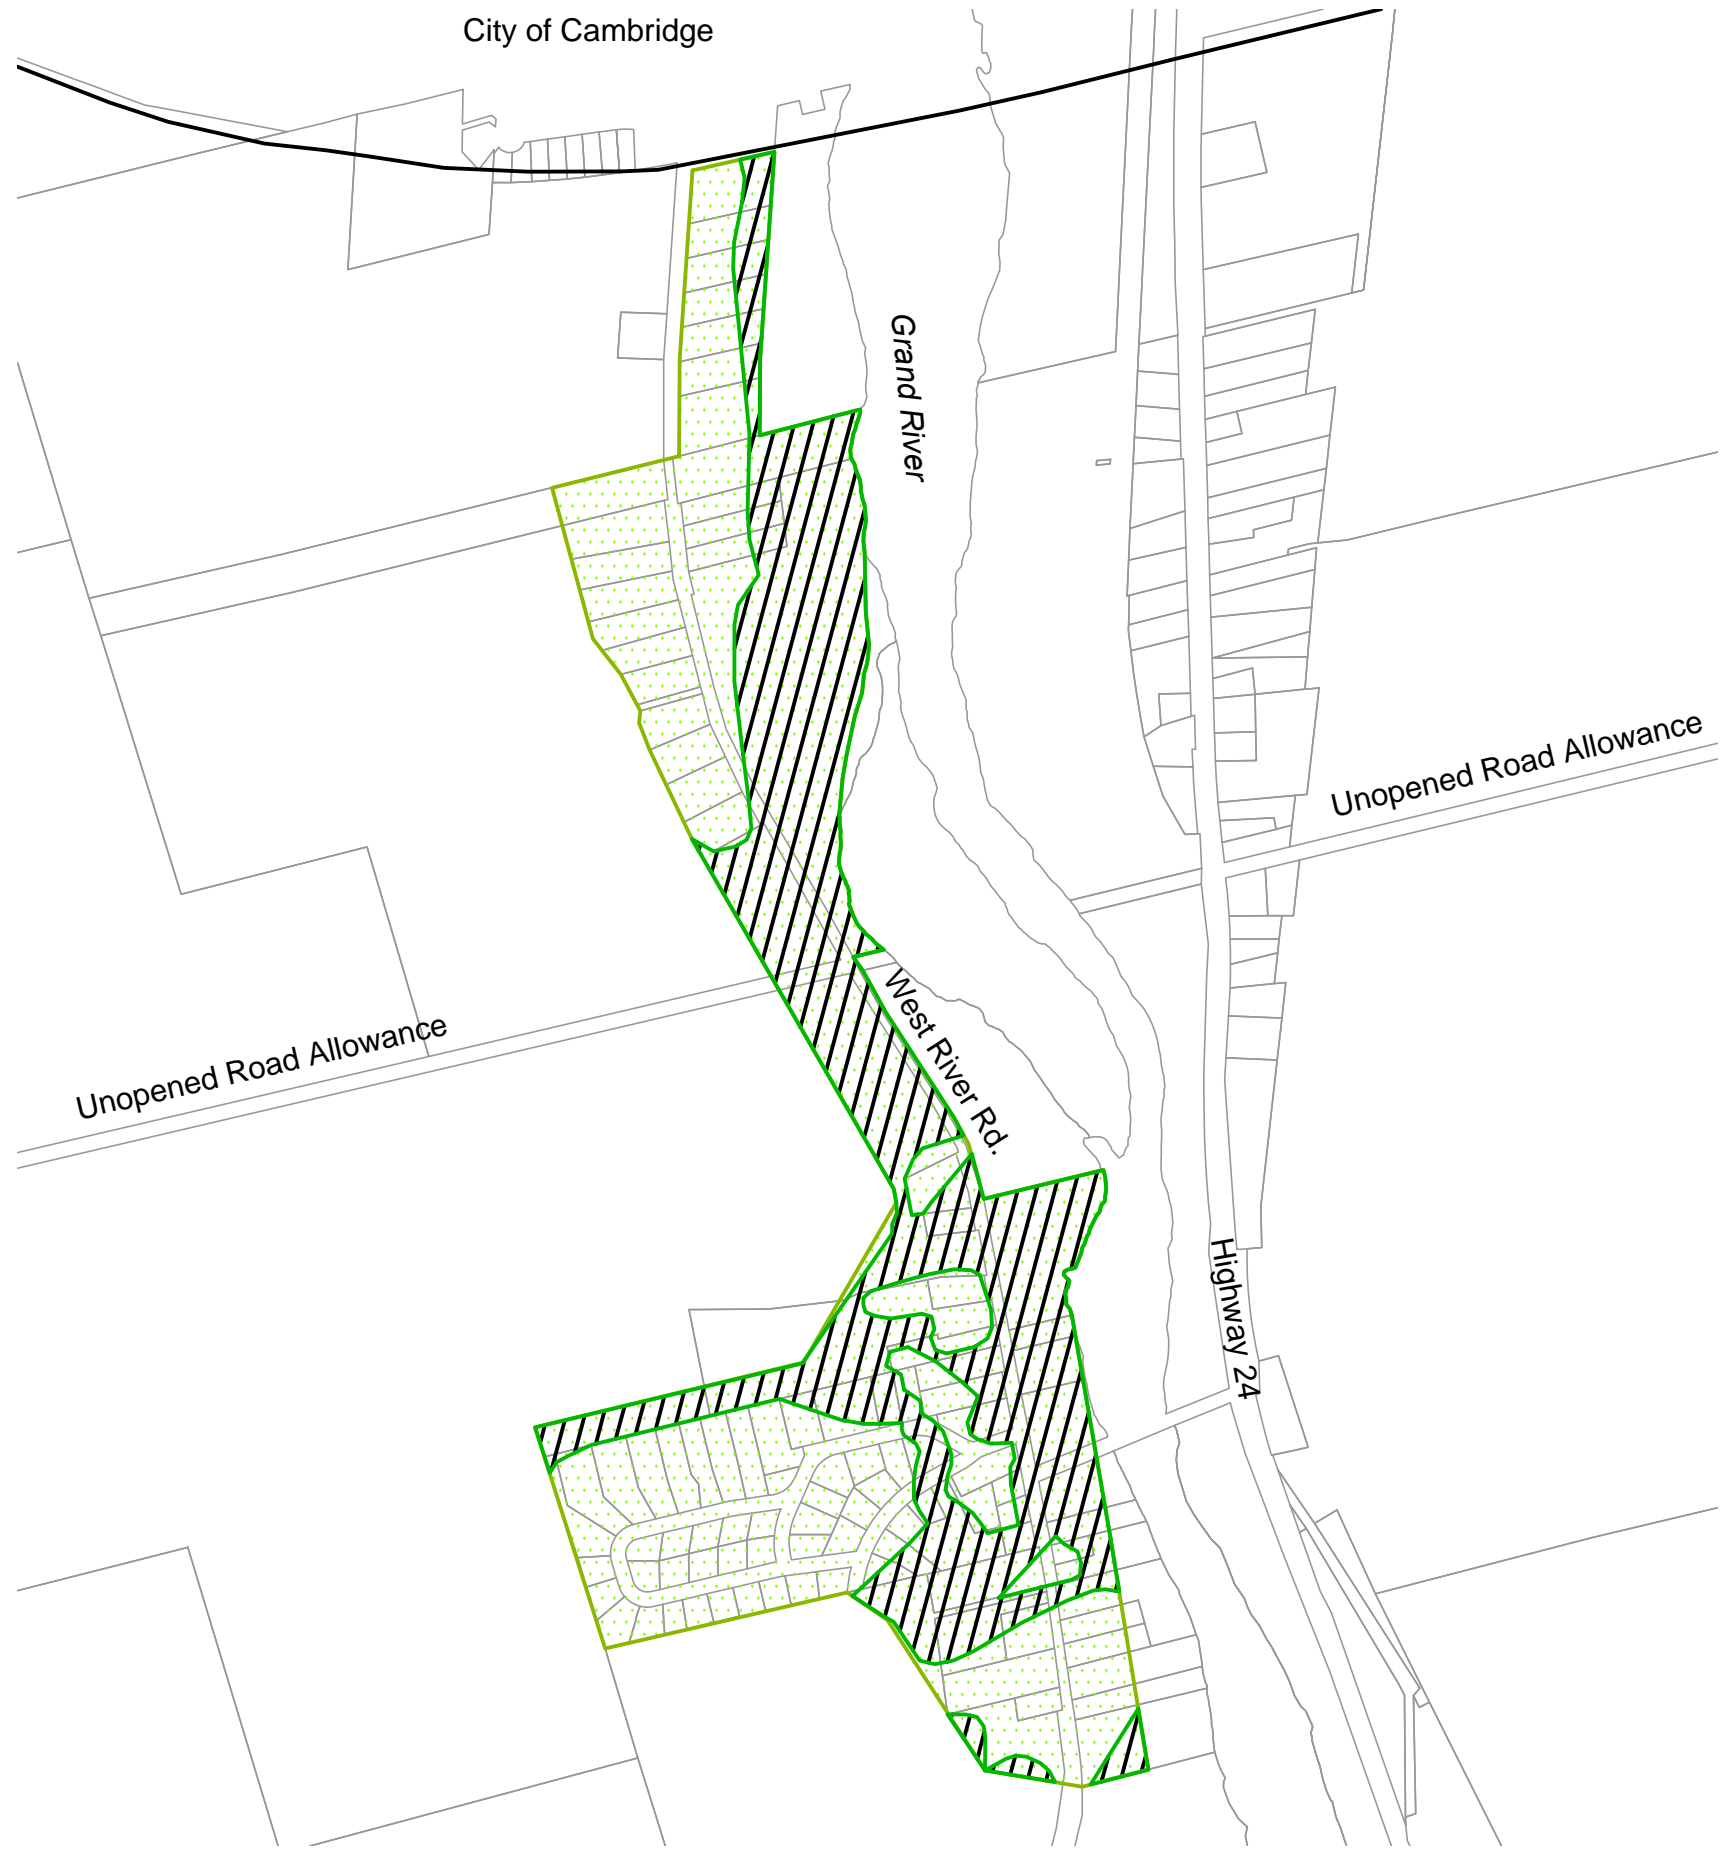 City of Cambridge
Grand River
Unopened Road Allowance
West River Rd.
Unopened Road Allowance
Highway 24